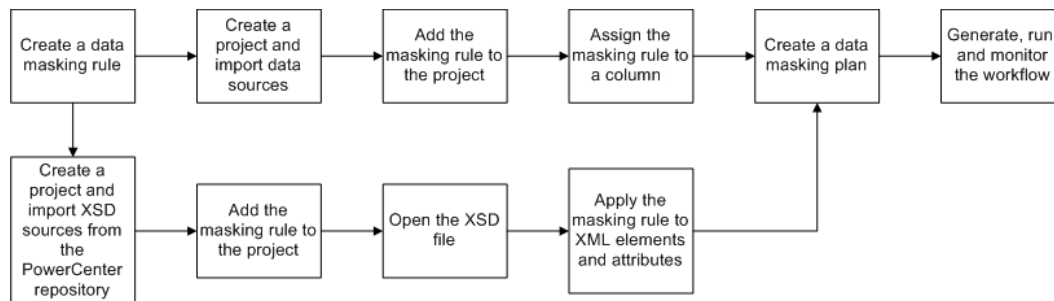 Create a data
masking rule
Create a
project and
import data
sources
Add the
masking rule to
the project
Assign the
masking rule to
a column
Create a data
masking plan
Generate, run,
and monitor
the workflow
Create a
project and
import XSD
sources from
the
PowerCenter
repository
Add the
masking rule to
the project
Open the XSD
file
Apply the
masking rule to
XML elements
and attributes